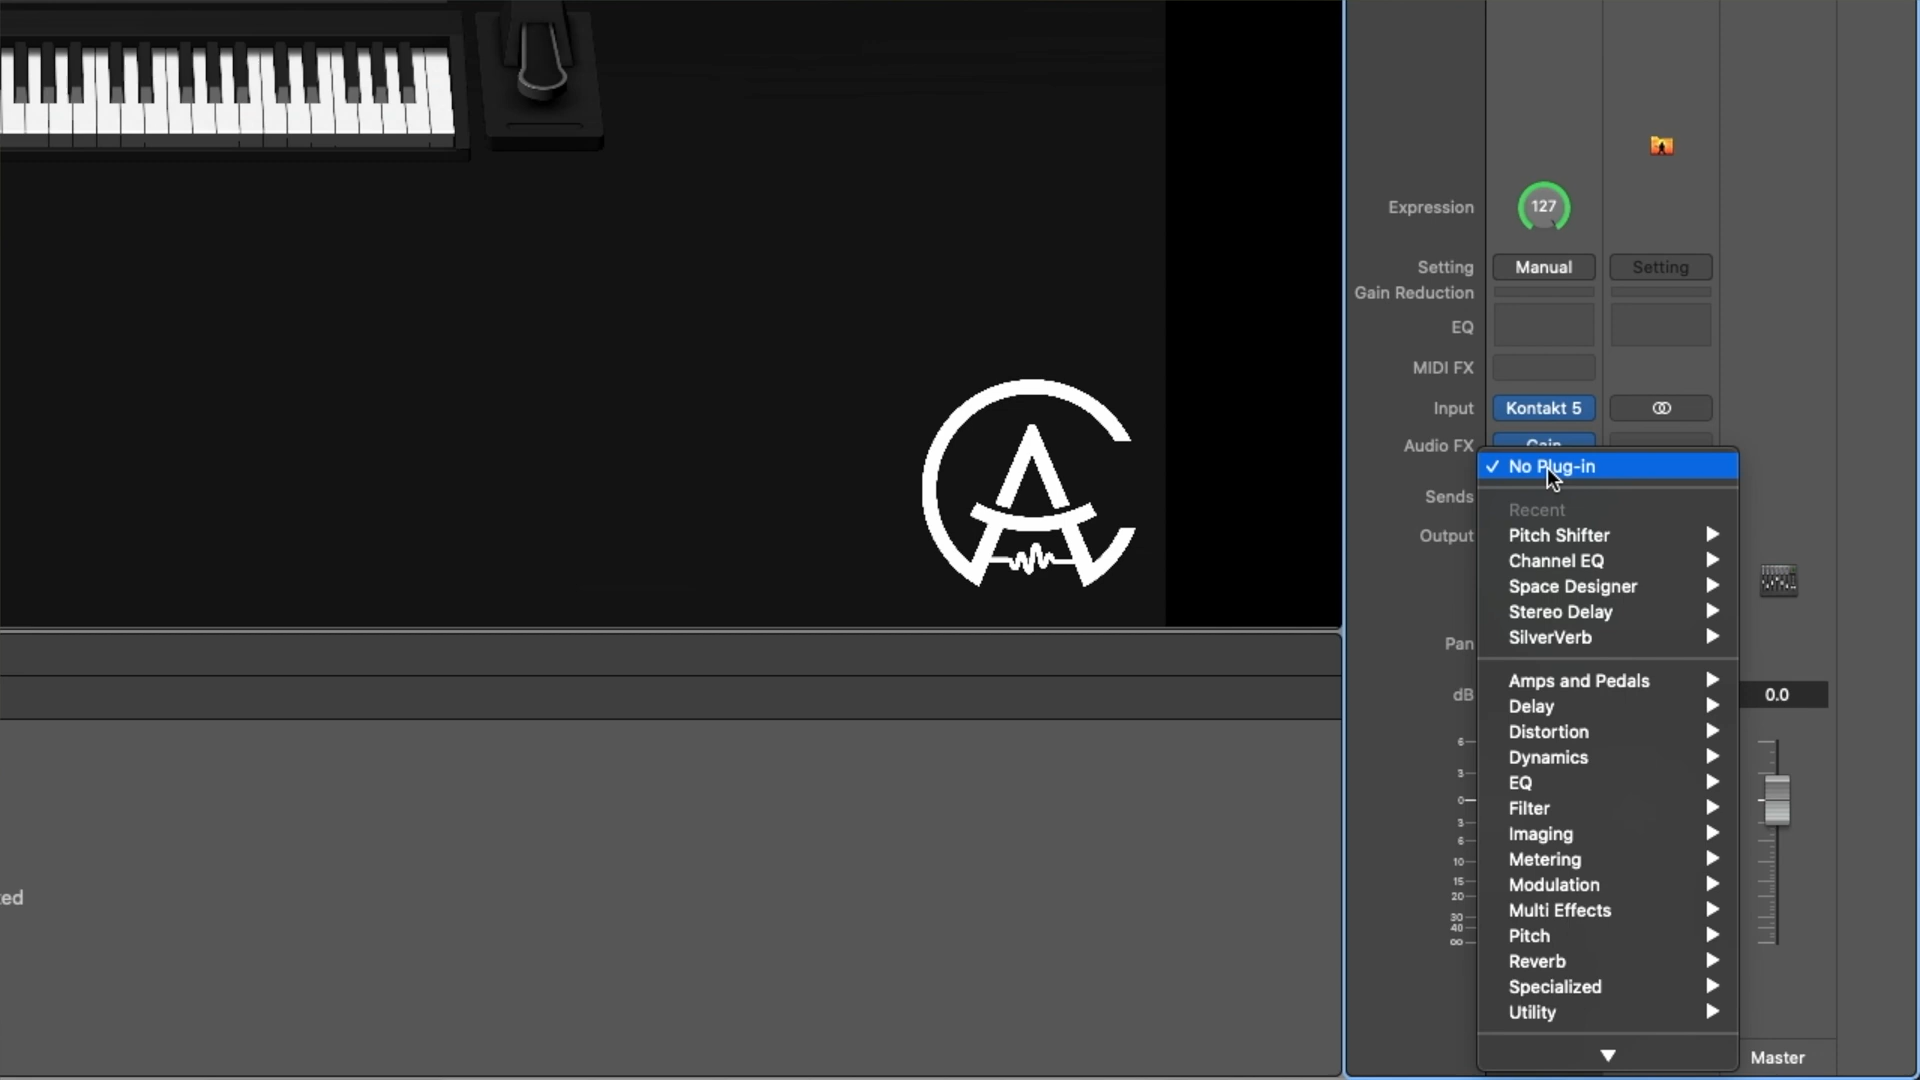 Expression
127
Setting
Manual
Setting
Gain Reduction
EQ
MIDI FX
Input
Kontakt 5
Audio FX
Gain
✓ No Plug-in
Sends
Recent
Output
Pitch Shifter
Channel EQ
Space Designer
Stereo Delay
SilverVerb
Pan
Amps and Pedals
dB
0.0
Delay
Distortion
Dynamics
EQ
Filter
Imaging
Metering
Modulation
Multi Effects
Pitch
Reverb
Specialized
Utility
6
3
0
3
6
10
15
20
30
40
∞
ted
Master